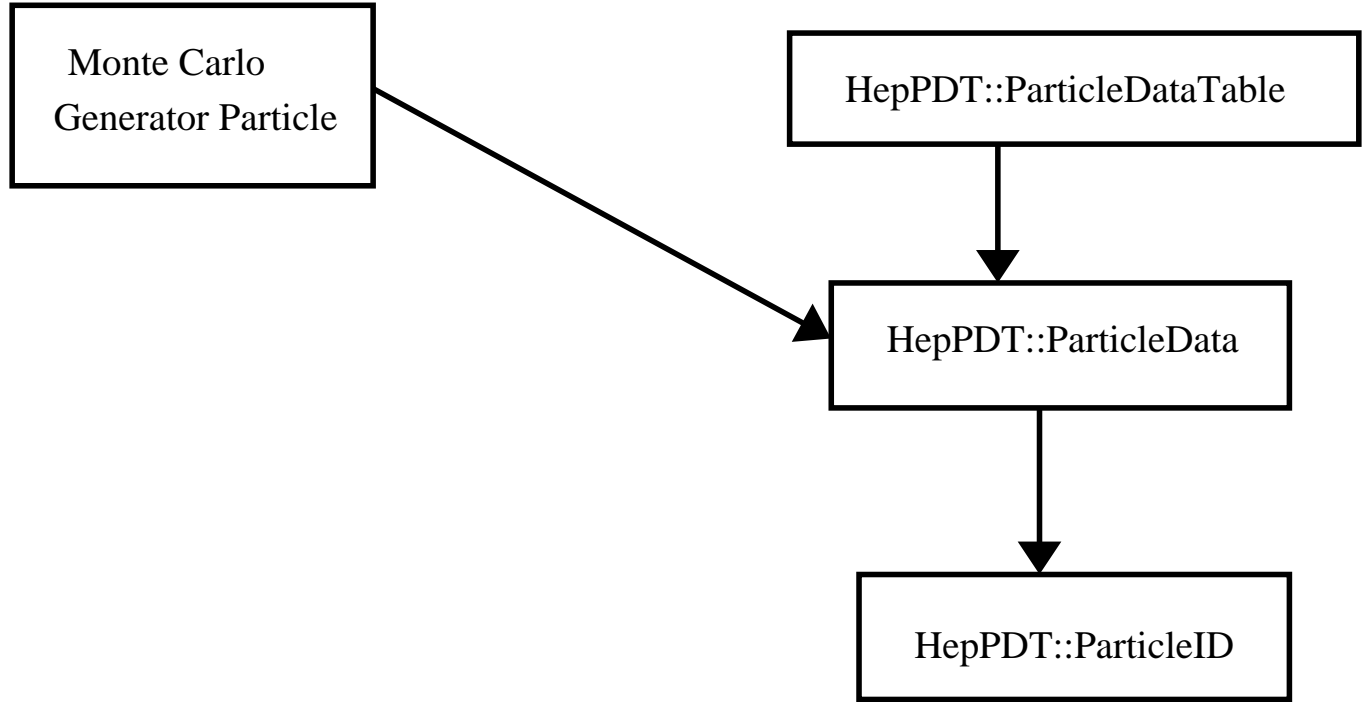 Monte Carlo
Generator Particle
HepPDT::ParticleDataTable
HepPDT::ParticleData
HepPDT::ParticleID